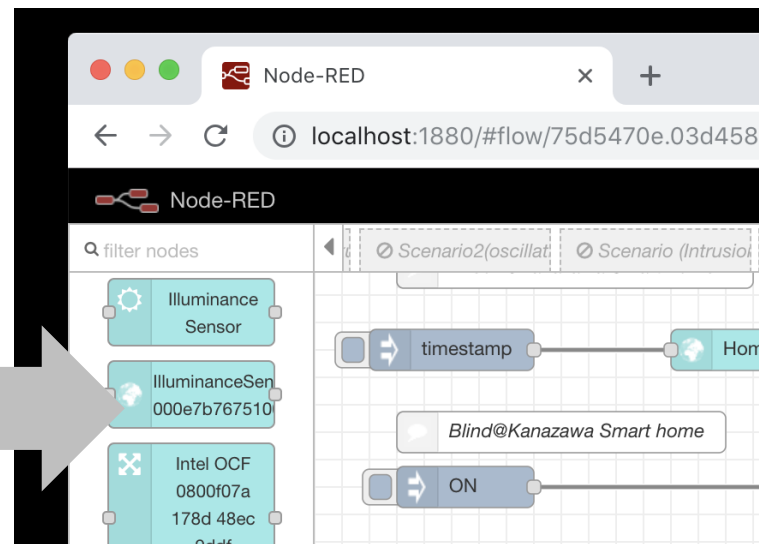 Node-RED
localhost:1880/#flow/75d5470e.03d458
Node-RED
filter nodes
Scenario2(oscillat
Scenario (Intrusion
Illuminance
Sensor
timestamp
Hom
IlluminanceSen
000e7b767510
Blind@Kanazawa Smart home
Intel OCF
0800f07a
178d 48ec
ON